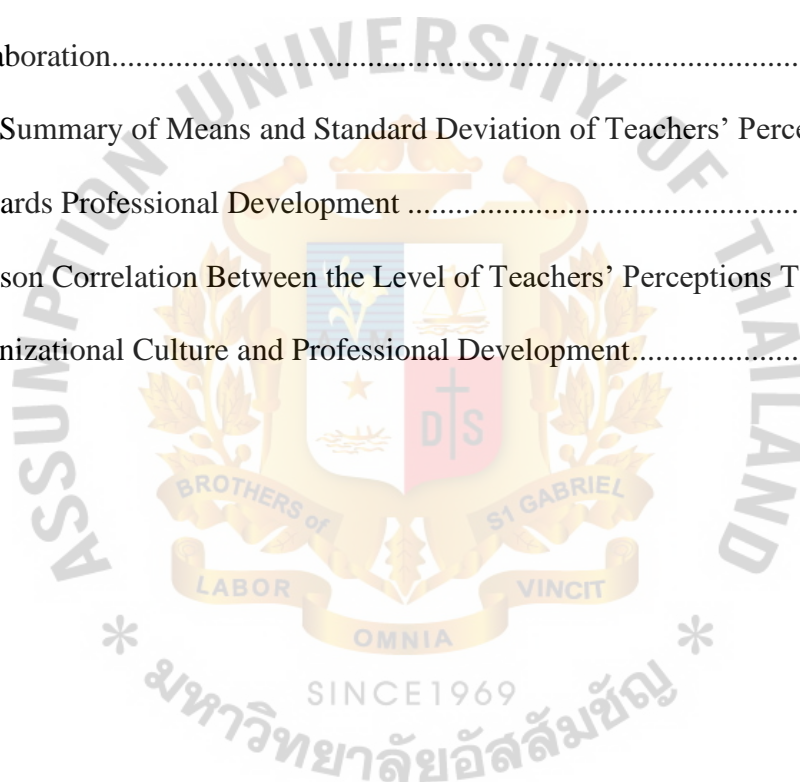 aboration....................................................................................
Summary of Means and Standard Deviation of Teachers’ Perce
ards Professional Development .................................................
son Correlation Between the Level of Teachers’ Perceptions T
nizational Culture and Professional Development.....................
ASSUMPTION UNIVERSITY OF THAILAND
A M
D S
BROTHERS of S1 GABRIEL
LABOR VINCIT
OMNIA
SINCE1969
มหาวิทยาลัยอัสสัมชัญ